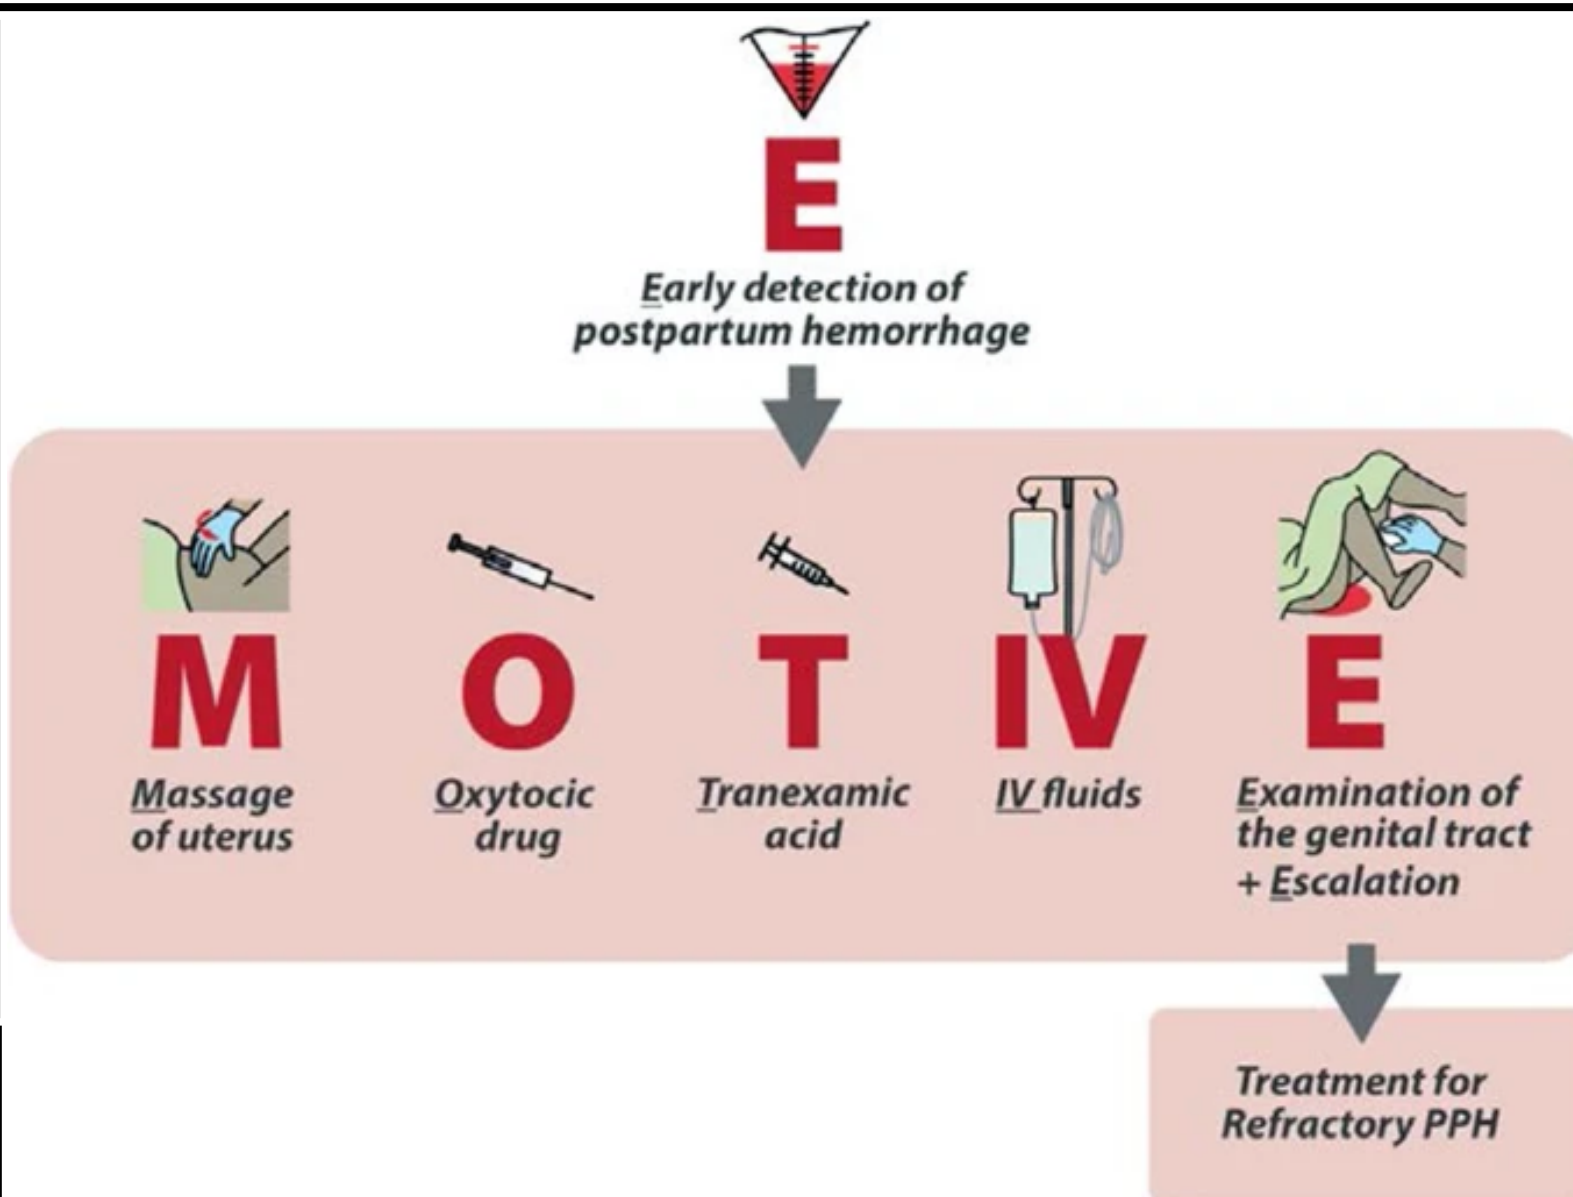 E
Early detection of
postpartum hemorrhage
M
O
T
IV
E
Massage
of uterus
Oxytocic
drug
Tranexamic
acid
IV fluids
Examination of
the genital tract
+ Escalation
Treatment for
Refractory PPH